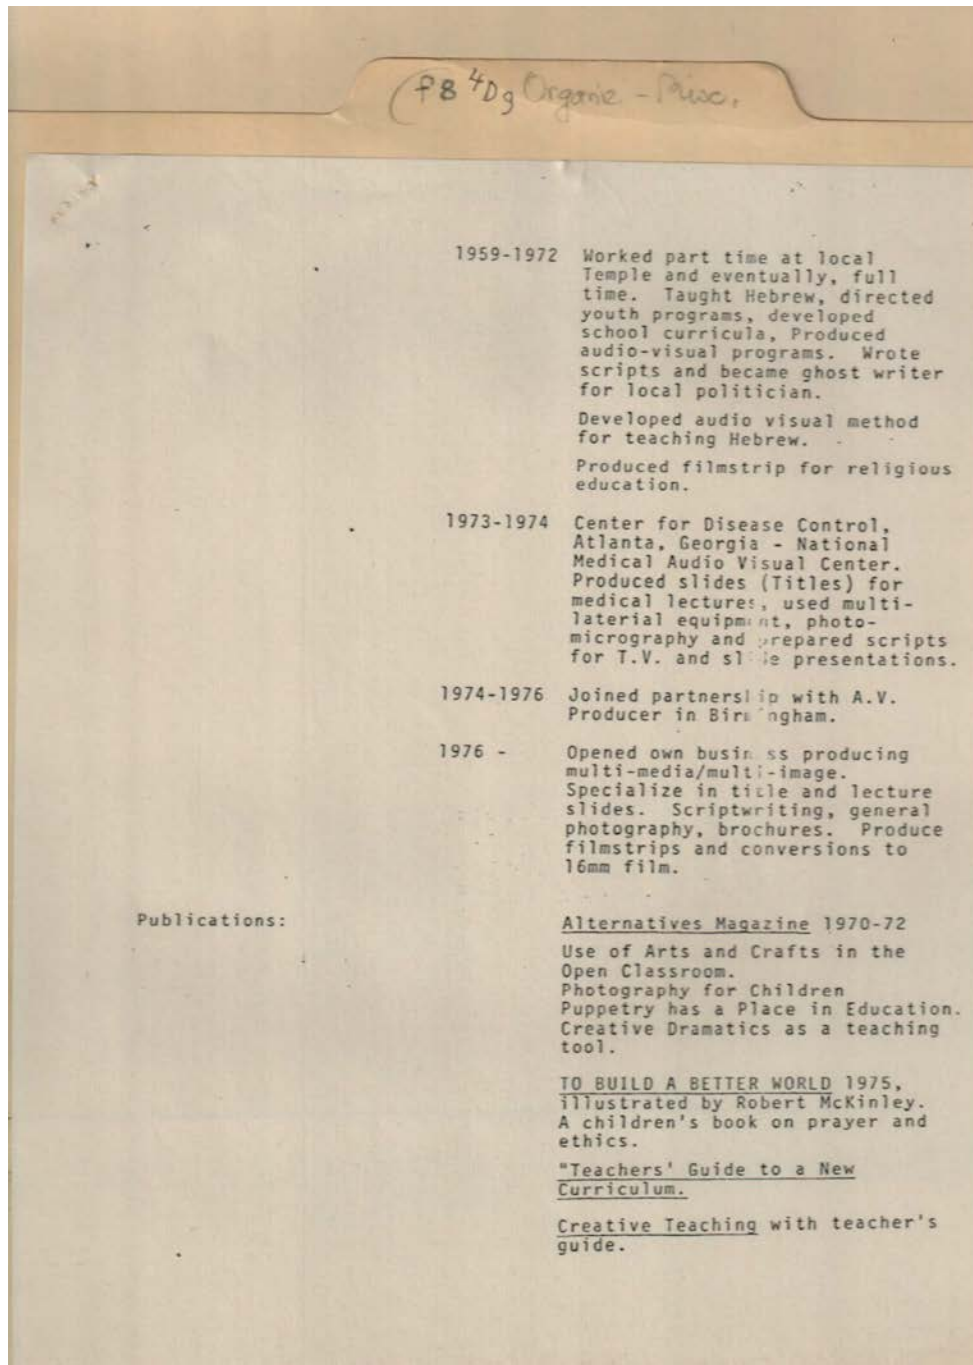 (f8 4Dg Organic - Misc.
1959-1972 Worked part time at local
Temple and eventually, full
time. Taught Hebrew, directed
youth programs, developed
school curricula, Produced
audio-visual programs. Wrote
scripts and became ghost writer
for local politician.
Developed audio visual method
for teaching Hebrew.
Produced filmstrip for religious
education.
1973-1974 Center for Disease Control,
Atlanta, Georgia - National
Medical Audio Visual Center.
Produced slides (Titles) for
medical lectures, used multi-
laterial equipment, photo-
micrography and prepared scripts
for T.V. and slide presentations.
1974-1976 Joined partnership with A.V.
Producer in Birmingham.
1976 - Opened own business producing
multi-media/multi-image.
Specialize in title and lecture
slides. Scriptwriting, general
photography, brochures. Produce
filmstrips and conversions to
16mm film.
Publications: Alternatives Magazine 1970-72
Use of Arts and Crafts in the
Open Classroom.
Photography for Children
Puppetry has a Place in Education.
Creative Dramatics as a teaching
tool.
TO BUILD A BETTER WORLD 1975,
illustrated by Robert McKinley.
A children's book on prayer and
ethics.
"Teachers' Guide to a New
Curriculum.
Creative Teaching with teacher's
guide.